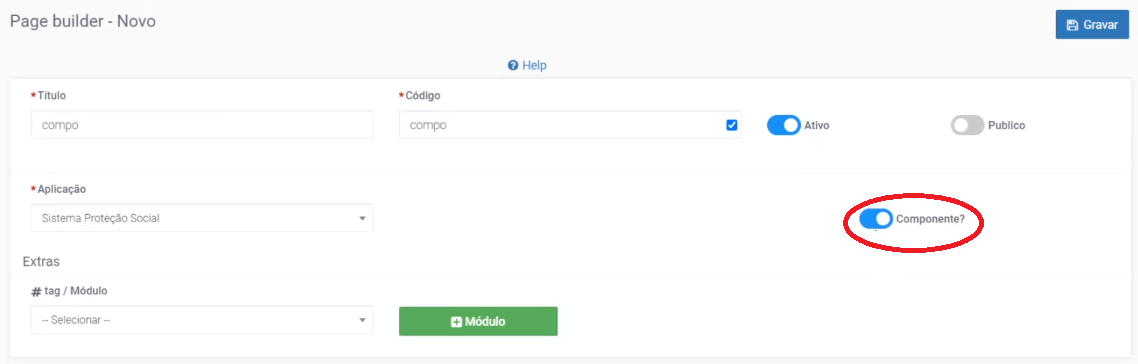 Page builder - Novo
Gravar
Help
*Título
*Código
compo
compo
Ativo
Publico
*Aplicação
Sistema Proteção Social
Componente?
Extras
# tag / Módulo
-- Selecionar --
Módulo